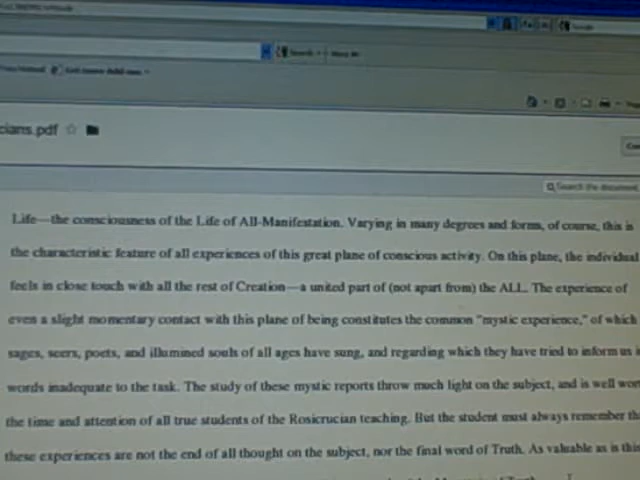 cians.pdf
Search the document
Life—the consciousness of the Life of All-Manifestation. Varying in many degrees and forms, of course, this is
the characteristic feature of all experiences of this great plane of conscious activity. On this plane, the individual
feels in close touch with all the rest of Creation—a united part of (not apart from) the ALL. The experience of
even a slight momentary contact with this plane of being constitutes the common "mystic experience," of which
sages, seers, poets, and illumined souls of all ages have sung, and regarding which they have tried to inform us i
words inadequate to the task. The study of these mystic reports throw much light on the subject, and is well wor
the time and attention of all true students of the Rosicrucian teaching. But the student must always remember tha
these experiences are not the end of all thought on the subject, nor the final word of Truth. As valuable as is this